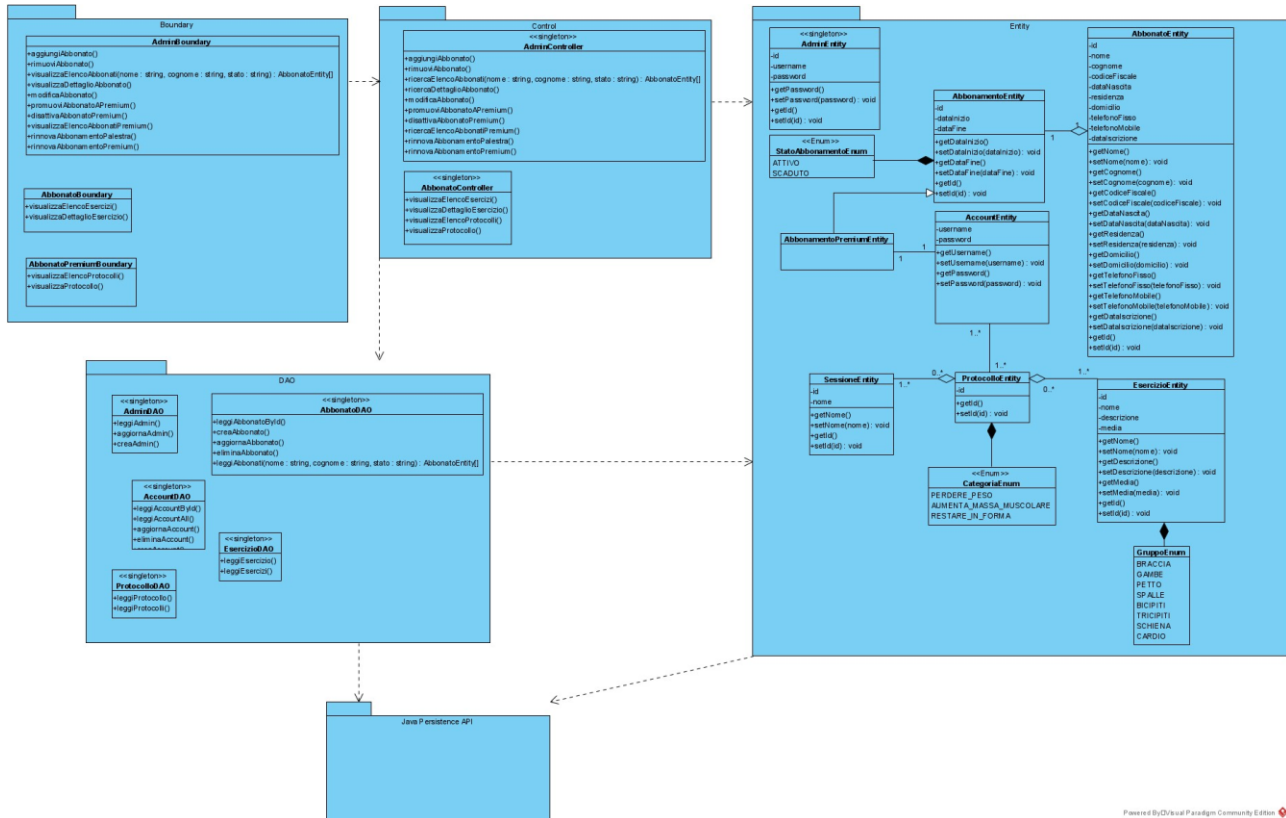 Boundary
AdminBoundary
+aggiungiAbbonato()
+rimuoviAbbonato()
+visualizzaElencoAbbonati(nome : string, cognome : string, stato : string) : AbbonatoEntity[]
+visualizzaDettaglioAbbonato()
+modificaAbbonato()
+promuoviAbbonatoAPremium()
+disattivaAbbonatoPremium()
+visualizzaElencoAbbonatiPremium()
+rinnovaAbbonamentoPalestra()
+rinnovaAbbonamentoPremium()
AbbonatoBoundary
+visualizzaElencoEsercizi()
+visualizzaDettaglioEsercizio()
AbbonatoPremiumBoundary
+visualizzaElencoProtocolli()
+visualizzaProtocollo()
Control
<<singleton>>
AdminController
+aggiungiAbbonato()
+rimuoviAbbonato()
+ricercaElencoAbbonati(nome : string, cognome : string, stato : string) : AbbonatoEntity[]
+ricercaDettaglioAbbonato()
+modificaAbbonato()
+promuoviAbbonatoAPremium()
+disattivaAbbonatoPremium()
+ricercaElencoAbbonatiPremium()
+rinnovaAbbonamentoPalestra()
+rinnovaAbbonamentoPremium()
<<singleton>>
AbbonatoController
+visualizzaElencoEsercizi()
+visualizzaDettaglioEsercizio()
+visualizzaElencoProtocolli()
+visualizzaProtocollo()
Entity
<<singleton>>
AdminEntity
-id
-username
-password
+getPassword()
+setPassword(password) : void
+getId()
+setId(id) : void
<<Enum>>
StatoAbbonamentoEnum
ATTIVO
SCADUTO
AbbonamentoEntity
-id
-dataInizio
-dataFine
+getDataInizio()
+setDataInizio(dataInizio) : void
+getDataFine()
+setDataFine(dataFine) : void
+getId()
+setId(id) : void
1
1
AbbonatoEntity
-id
-nome
-cognome
-codiceFiscale
-dataNascita
-residenza
-domicilio
-telefonoFisso
-telefonoMobile
-dataIscrizione
+getNome()
+setNome(nome) : void
+getCognome()
+setCognome(cognome) : void
+getCodiceFiscale()
+setCodiceFiscale(codiceFiscale) : void
+getDataNascita()
+setDataNascita(dataNascita) : void
+getResidenza()
+setResidenza(residenza) : void
+getDomicilio()
+setDomicilio(domicilio) : void
+getTelefonoFisso()
+setTelefonoFisso(telefonoFisso) : void
+getTelefonoMobile()
+setTelefonoMobile(telefonoMobile) : void
+getDataIscrizione()
+setDataIscrizione(dataIscrizione) : void
+getId()
+setId(id) : void
AbbonamentoPremiumEntity
1
1
AccountEntity
-username
-password
+getUsername()
+setUsername(username) : void
+getPassword()
+setPassword(password) : void
1..*
1..*
SessioneEntity
-id
-nome
+getNome()
+setNome(nome) : void
+getId()
+setId(id) : void
1..*
0..*
ProtocolloEntity
-id
+getId()
+setId(id) : void
0..*
1..*
EsercizioEntity
-id
-nome
-descrizione
-media
+getNome()
+setNome(nome) : void
+getDescrizione()
+setDescrizione(descrizione) : void
+getMedia()
+setMedia(media) : void
+getId()
+setId(id) : void
<<Enum>>
CategoriaEnum
PERDERE_PESO
AUMENTA_MASSA_MUSCOLARE
RESTARE_IN_FORMA
GruppoEnum
BRACCIA
GAMBE
PETTO
SPALLE
BICIPITI
TRICIPITI
SCHIENA
CARDIO
DAO
<<singleton>>
AdminDAO
+leggiAdmin()
+aggiornaAdmin()
+creaAdmin()
<<singleton>>
AbbonatoDAO
+leggiAbbonatoById()
+creaAbbonato()
+aggiornaAbbonato()
+eliminaAbbonato()
+leggiAbbonati(nome : string, cognome : string, stato : string) : AbbonatoEntity[]
<<singleton>>
AccountDAO
+leggiAccountById()
+leggiAccountAll()
+aggiornaAccount()
+eliminaAccount()
<<singleton>>
EsercizioDAO
+leggiEsercizio()
+leggiEsercizi()
<<singleton>>
ProtocolloDAO
+leggiProtocollo()
+leggiProtocolli()
Java Persistence API
Powered By Visual Paradigm Community Edition